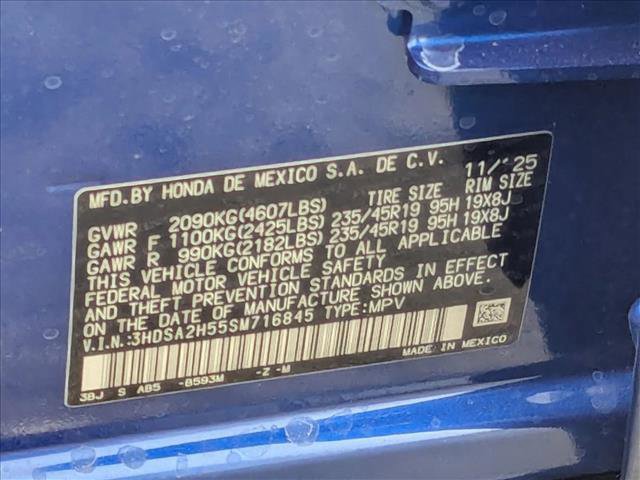 MFD.BY HONDA DE MEXICO S.A. DE C.V. 11/'25
TIRE SIZE RIM SIZE
GVWR 2090KG(4607LBS)
GAWR F 1100KG(2425LBS) 235/45R19 95H 19X8J
GAWR R 990KG(2182LBS) 235/45R19 95H 19X8J
THIS VEHICLE CONFORMS TO ALL APPLICABLE
FEDERAL MOTOR VEHICLE SAFETY
AND THEFT PREVENTION STANDARDS IN EFFECT
ON THE DATE OF MANUFACTURE SHOWN ABOVE.
V.I.N.:3HDSA2H55SM716845 TYPE:MPV
MADE IN MEXICO
3BJ S AB5 -B593M -Z -M